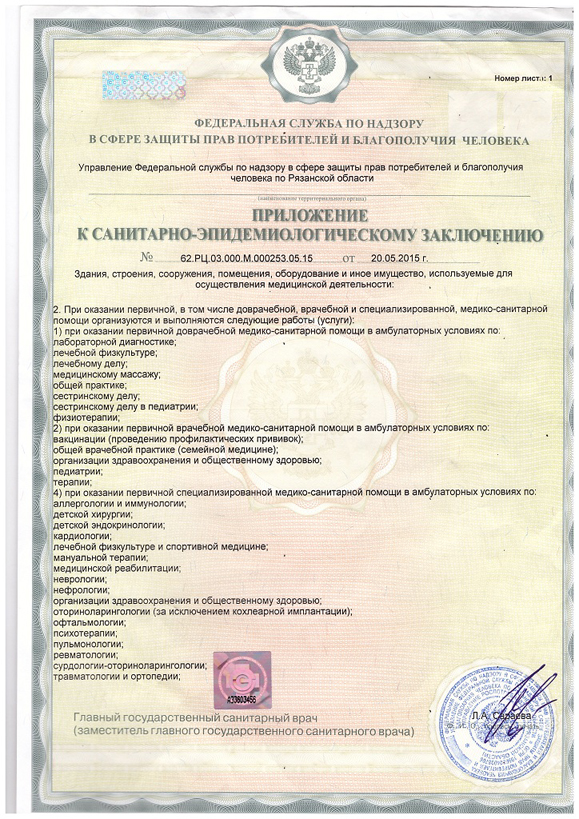 Номер листа: 1
ФЕДЕРАЛЬНАЯ СЛУЖБА ПО НАДЗОРУ
В СФЕРЕ ЗАЩИТЫ ПРАВ ПОТРЕБИТЕЛЕЙ И БЛАГОПОЛУЧИЯ ЧЕЛОВЕКА
Управление Федеральной службы по надзору в сфере защиты прав потребителей и благополучия
человека по Рязанской области
(наименование территориального органа)
ПРИЛОЖЕНИЕ
К САНИТАРНО-ЭПИДЕМИОЛОГИЧЕСКОМУ ЗАКЛЮЧЕНИЮ
№ 62.РЦ.03.000.М.000253.05.15 от 20.05.2015 г.
Здания, строения, сооружения, помещения, оборудование и иное имущество, используемые для
осуществления медицинской деятельности:
2. При оказании первичной, в том числе доврачебной, врачебной и специализированной, медико-санитарной
помощи организуются и выполняются следующие работы (услуги):
1) при оказании первичной доврачебной медико-санитарной помощи в амбулаторных условиях по:
лабораторной диагностике;
лечебной физкультуре;
лечебному делу;
медицинскому массажу;
общей практике;
сестринскому делу;
сестринскому делу в педиатрии;
физиотерапии;
2) при оказании первичной врачебной медико-санитарной помощи в амбулаторных условиях по:
вакцинации (проведению профилактических прививок);
общей врачебной практике (семейной медицине);
организации здравоохранения и общественному здоровью;
педиатрии;
терапии;
4) при оказании первичной специализированной медико-санитарной помощи в амбулаторных условиях по:
аллергологии и иммунологии;
детской хирургии;
детской эндокринологии;
кардиологии;
лечебной физкультуре и спортивной медицине;
мануальной терапии;
медицинской реабилитации;
неврологии;
нефрологии;
организации здравоохранения и общественному здоровью;
оториноларингологии (за исключением кохлеарной имплантации);
офтальмологии;
психотерапии;
пульмонологии;
ревматологии;
сурдологии-оториноларингологии;
травматологии и ортопедии;
А33603456
Главный государственный санитарный врач
(заместитель главного государственного санитарного врача)
Л.А. Сараева